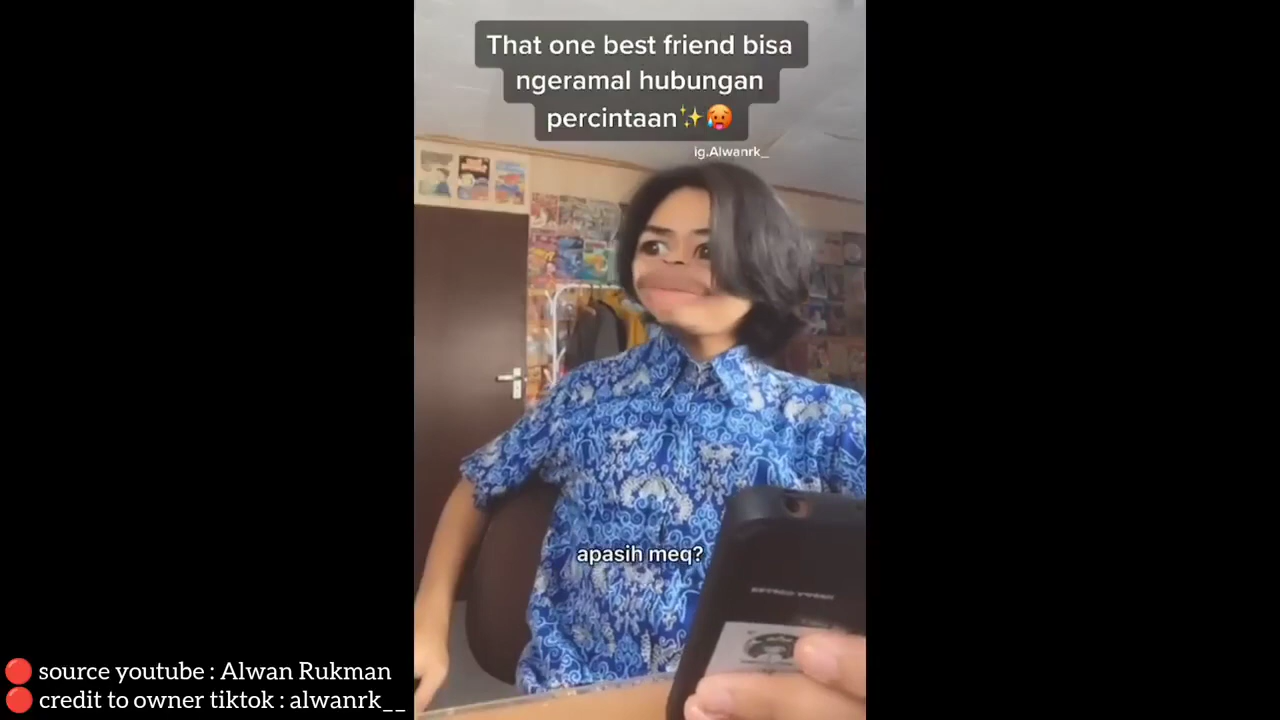 That one best friend bisa
ngeramal hubungan
percintaan✨🥵
ig.Alwanrk_
apasih meq?
🔴 source youtube : Alwan Rukman
🔴 credit to owner tiktok : alwanrk__